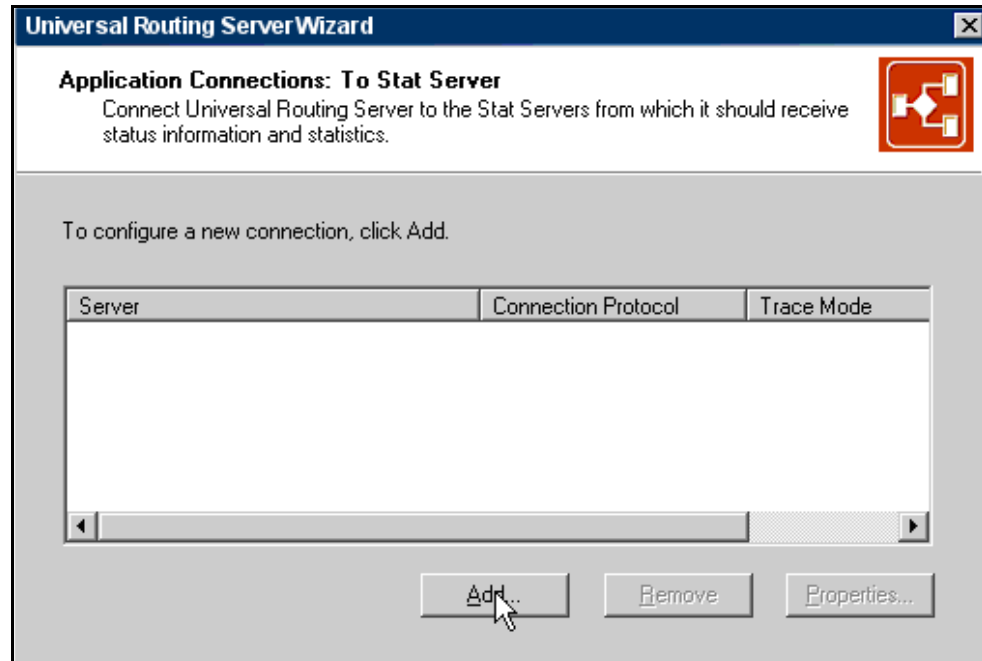 Universal Routing Server Wizard
Application Connections: To Stat Server
Connect Universal Routing Server to the Stat Servers from which it should receive
status information and statistics.
To configure a new connection, click Add.
Server Connection Protocol Trace Mode
Add... Remove Properties...